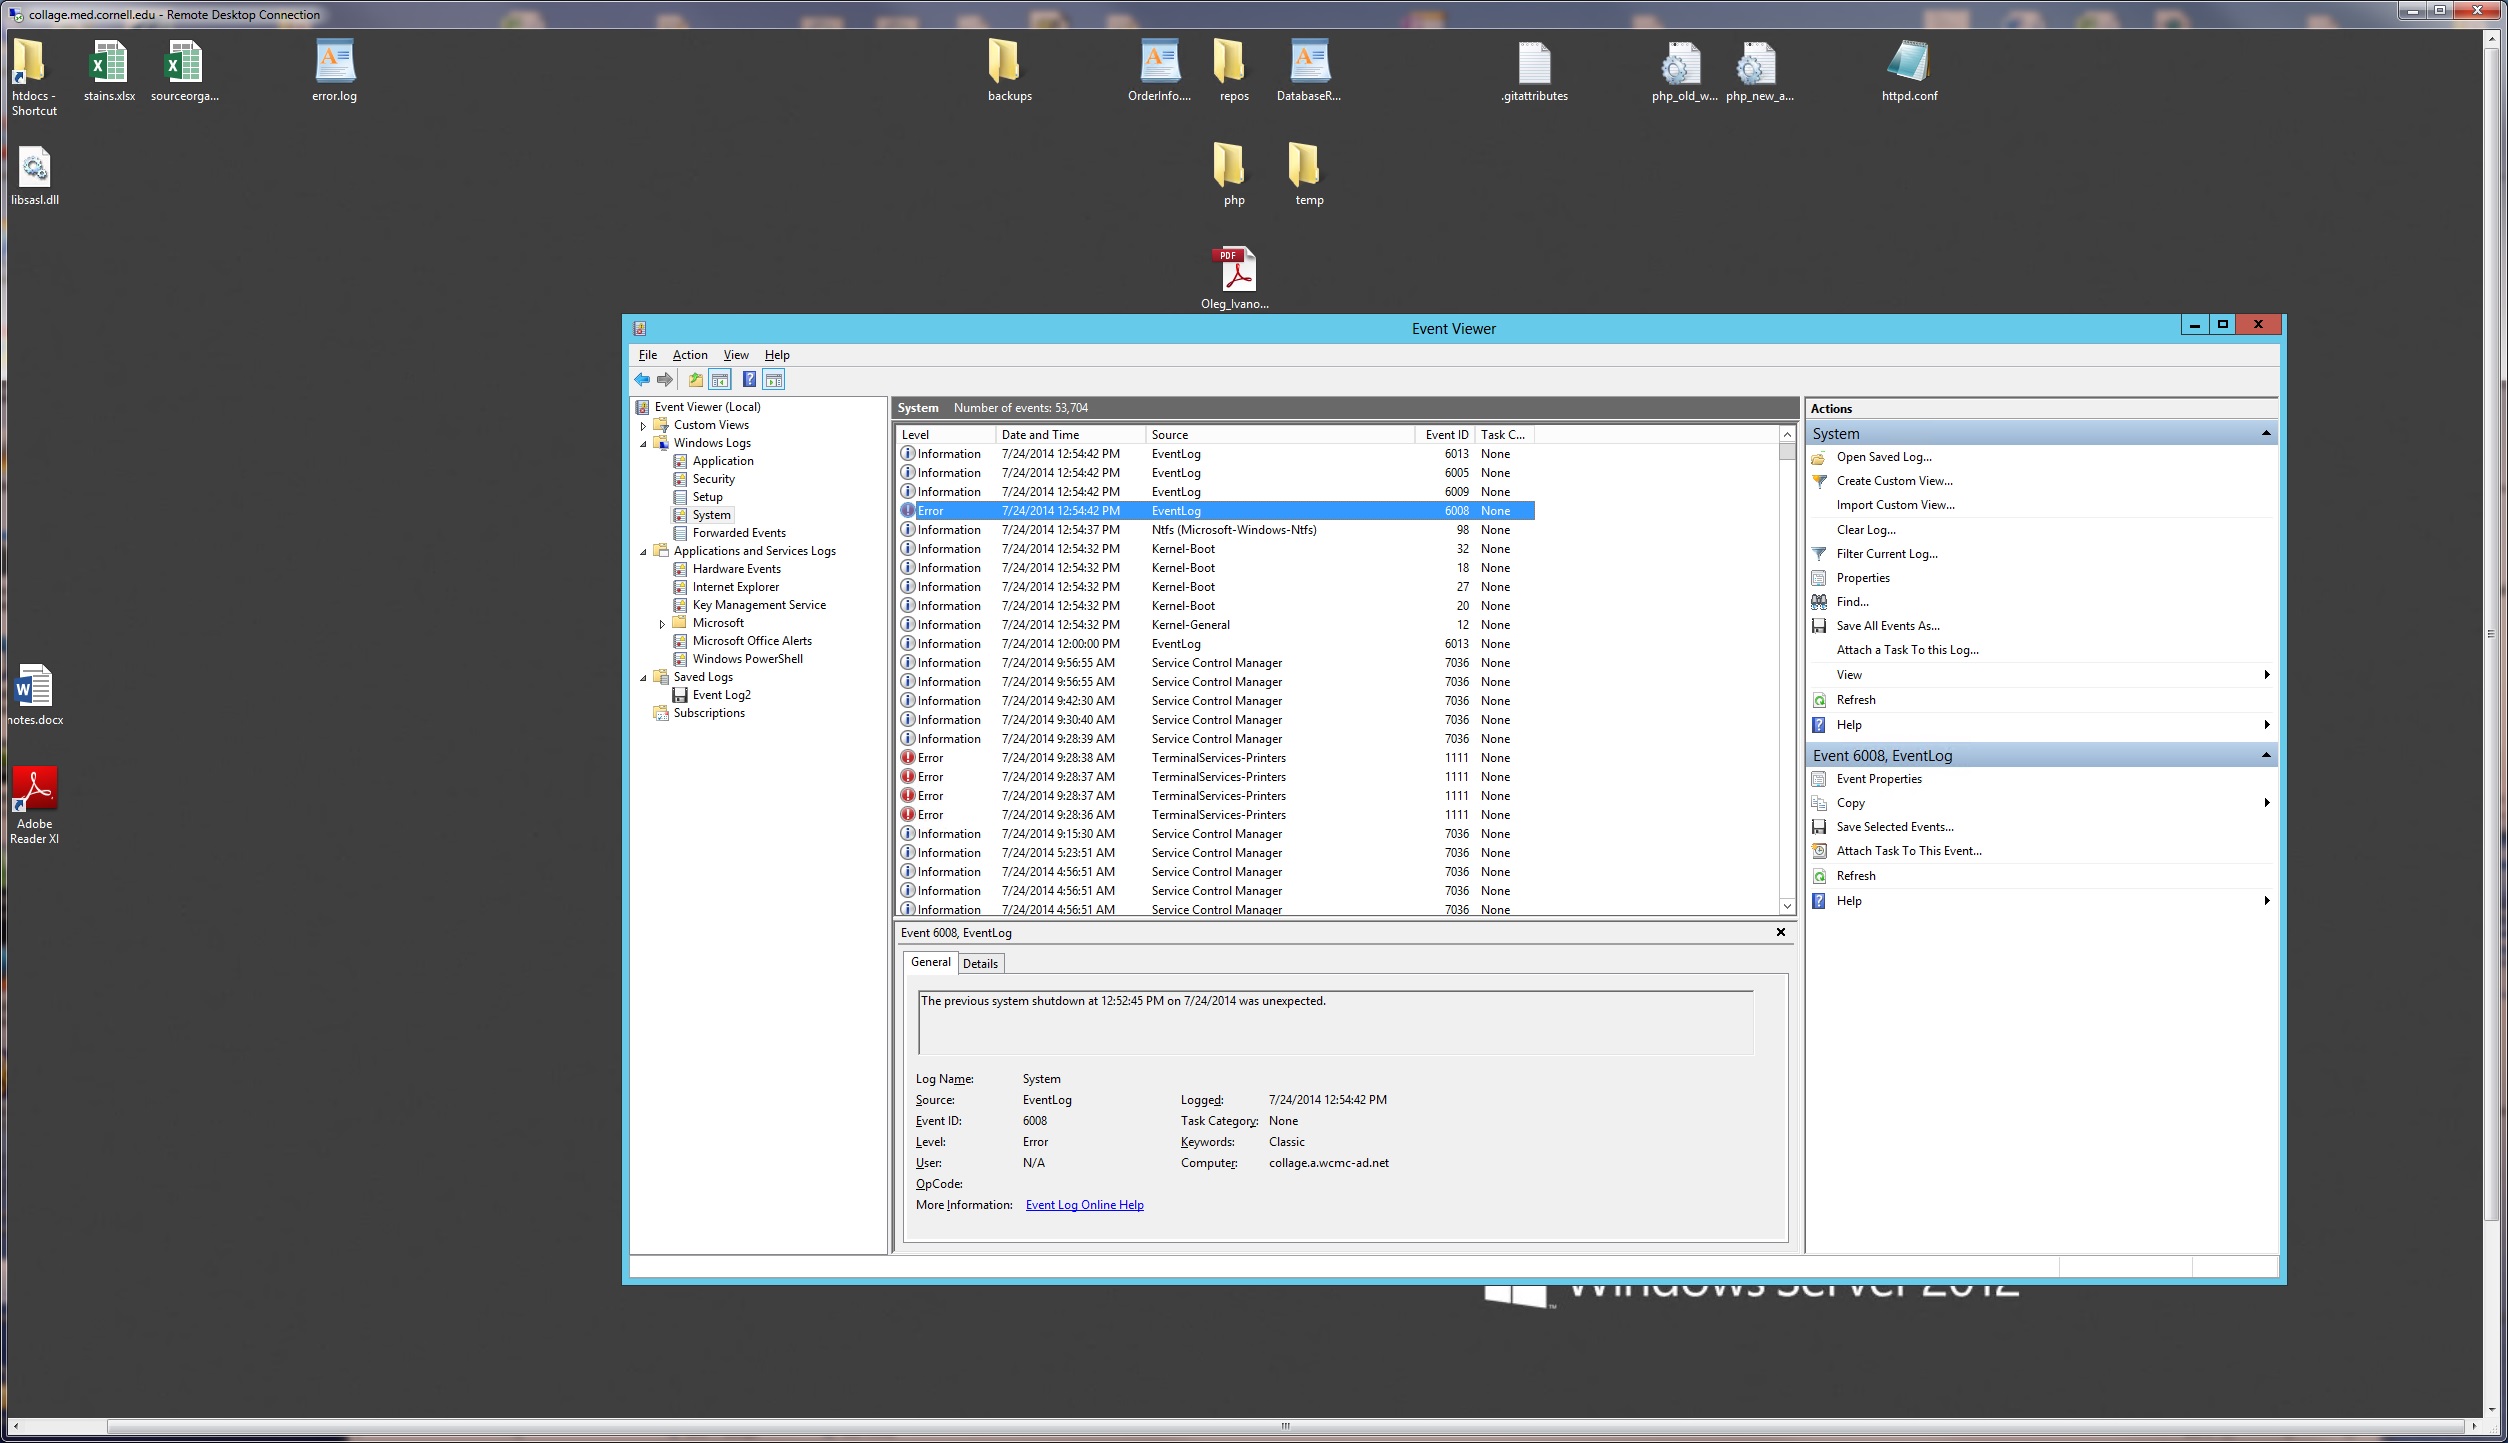 collage.med.cornell.edu - Remote Desktop Connection
htdocs - Shortcut
stains.xlsx
sourceorga...
error.log
backups
OrderInfo....
repos
DatabaseR...
.gitattributes
php_old_w...
php_new_a...
httpd.conf
libsasl.dll
php
temp
PDF
Oleg_Ivano...
notes.docx
Adobe Reader XI
Event Viewer
File Action View Help
Event Viewer (Local)
Custom Views
Windows Logs
Application
Security
Setup
System
Forwarded Events
Applications and Services Logs
Hardware Events
Internet Explorer
Key Management Service
Microsoft
Microsoft Office Alerts
Windows PowerShell
Saved Logs
Event Log2
Subscriptions
System Number of events: 53,704
Level Date and Time Source Event ID Task C...
Information 7/24/2014 12:54:42 PM EventLog 6013 None
Information 7/24/2014 12:54:42 PM EventLog 6005 None
Information 7/24/2014 12:54:42 PM EventLog 6009 None
Error 7/24/2014 12:54:42 PM EventLog 6008 None
Information 7/24/2014 12:54:37 PM Ntfs (Microsoft-Windows-Ntfs) 98 None
Information 7/24/2014 12:54:32 PM Kernel-Boot 32 None
Information 7/24/2014 12:54:32 PM Kernel-Boot 18 None
Information 7/24/2014 12:54:32 PM Kernel-Boot 27 None
Information 7/24/2014 12:54:32 PM Kernel-Boot 20 None
Information 7/24/2014 12:54:32 PM Kernel-General 12 None
Information 7/24/2014 12:00:00 PM EventLog 6013 None
Information 7/24/2014 9:56:55 AM Service Control Manager 7036 None
Information 7/24/2014 9:56:55 AM Service Control Manager 7036 None
Information 7/24/2014 9:42:30 AM Service Control Manager 7036 None
Information 7/24/2014 9:30:40 AM Service Control Manager 7036 None
Information 7/24/2014 9:28:39 AM Service Control Manager 7036 None
Error 7/24/2014 9:28:38 AM TerminalServices-Printers 1111 None
Error 7/24/2014 9:28:37 AM TerminalServices-Printers 1111 None
Error 7/24/2014 9:28:37 AM TerminalServices-Printers 1111 None
Error 7/24/2014 9:28:36 AM TerminalServices-Printers 1111 None
Information 7/24/2014 9:15:30 AM Service Control Manager 7036 None
Information 7/24/2014 5:23:51 AM Service Control Manager 7036 None
Information 7/24/2014 4:56:51 AM Service Control Manager 7036 None
Information 7/24/2014 4:56:51 AM Service Control Manager 7036 None
Information 7/24/2014 4:56:51 AM Service Control Manager 7036 None
Event 6008, EventLog
General Details
The previous system shutdown at 12:52:45 PM on 7/24/2014 was unexpected.
Log Name: System
Source: EventLog Logged: 7/24/2014 12:54:42 PM
Event ID: 6008 Task Category: None
Level: Error Keywords: Classic
User: N/A Computer: collage.a.wcmc-ad.net
OpCode:
More Information: Event Log Online Help
Actions
System
Open Saved Log...
Create Custom View...
Import Custom View...
Clear Log...
Filter Current Log...
Properties
Find...
Save All Events As...
Attach a Task To this Log...
View
Refresh
Help
Event 6008, EventLog
Event Properties
Copy
Save Selected Events...
Attach Task To This Event...
Refresh
Help
Windows Server 2012